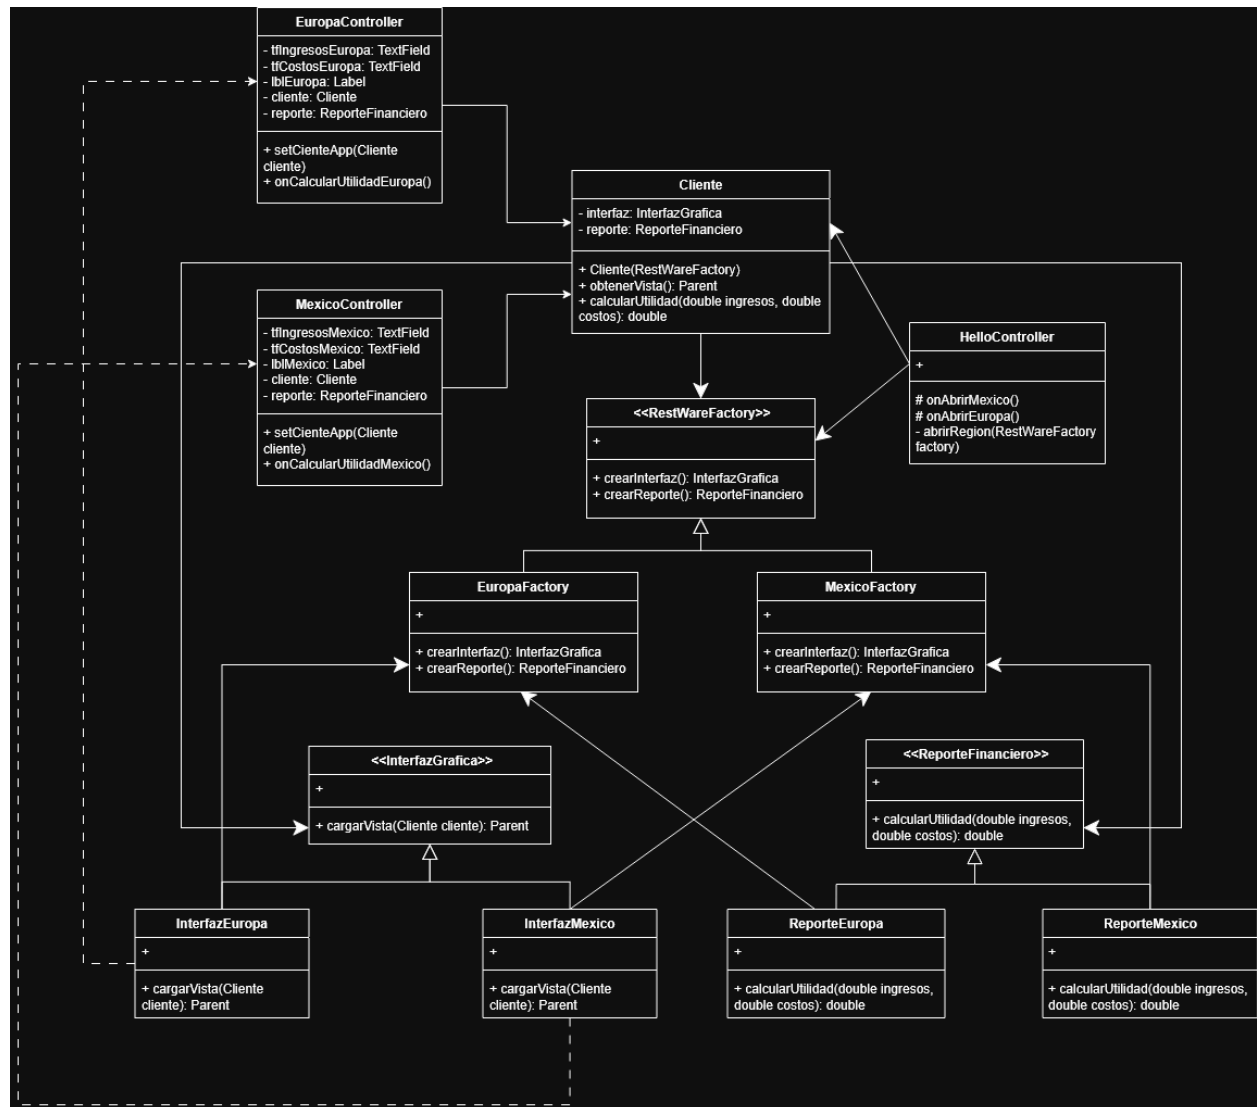 EuropaController
- tfIngresosEuropa: TextField
- tfCostosEuropa: TextField
- lblEuropa: Label
- cliente: Cliente
- reporte: ReporteFinanciero
+ setCienteApp(Cliente
cliente)
+ onCalcularUtilidadEuropa()
Cliente
- interfaz: InterfazGrafica
- reporte: ReporteFinanciero
+ Cliente(RestWareFactory)
+ obtenerVista(): Parent
+ calcularUtilidad(double ingresos, double
costos): double
MexicoController
- tfIngresosMexico: TextField
- tfCostosMexico: TextField
- lblMexico: Label
- cliente: Cliente
- reporte: ReporteFinanciero
+ setCienteApp(Cliente
cliente)
+ onCalcularUtilidadMexico()
HelloController
+
# onAbrirMexico()
# onAbrirEuropa()
- abrirRegion(RestWareFactory
factory)
<<RestWareFactory>>
+
+ crearInterfaz(): InterfazGrafica
+ crearReporte(): ReporteFinanciero
EuropaFactory
+
+ crearInterfaz(): InterfazGrafica
+ crearReporte(): ReporteFinanciero
MexicoFactory
+
+ crearInterfaz(): InterfazGrafica
+ crearReporte(): ReporteFinanciero
<<InterfazGrafica>>
+
+ cargarVista(Cliente cliente): Parent
<<ReporteFinanciero>>
+
+ calcularUtilidad(double ingresos,
double costos): double
InterfazEuropa
+
+ cargarVista(Cliente
cliente): Parent
InterfazMexico
+
+ cargarVista(Cliente
cliente): Parent
ReporteEuropa
+
+ calcularUtilidad(double ingresos,
double costos): double
ReporteMexico
+
+ calcularUtilidad(double ingresos,
double costos): double